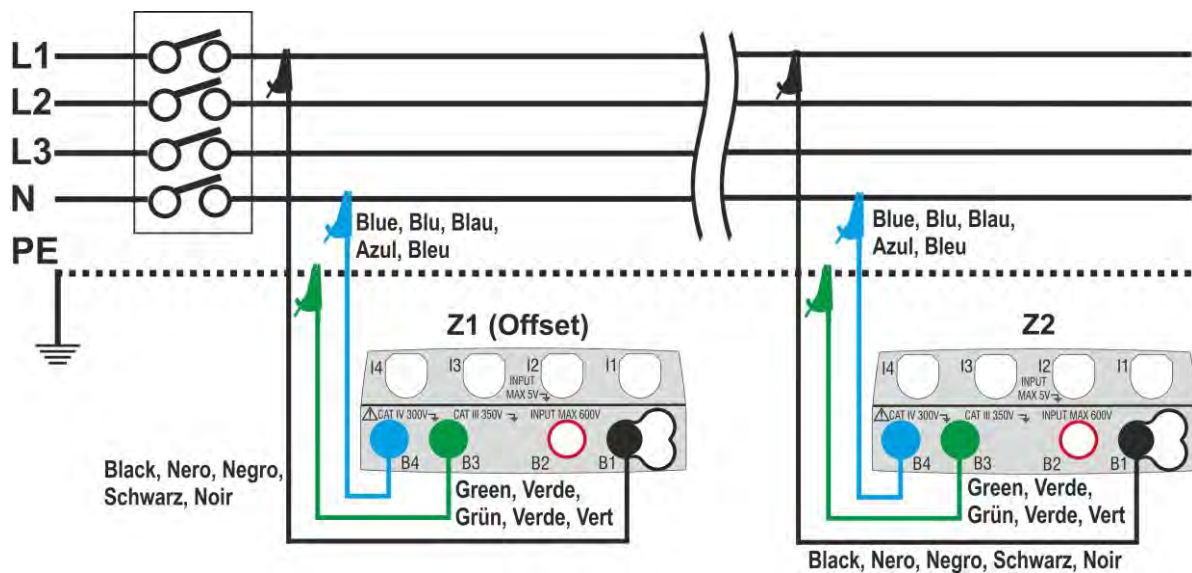 L1
L2
L3
N
PE
Blue, Blu, Blau,
Azul, Bleu
Z1 (Offset)
I4 I3 I2 I1
INPUT
MAX 5V
CAT IV 300V CAT III 350V INPUT MAX 600V
B4 B3 B2 B1
Black, Nero, Negro,
Schwarz, Noir
Green, Verde,
Grün, Verde, Vert
Blue, Blu, Blau,
Azul, Bleu
Z2
I4 I3 I2 I1
INPUT
MAX 5V
CAT IV 300V CAT III 350V INPUT MAX 600V
B4 B3 B2 B1
Green, Verde,
Grün, Verde, Vert
Black, Nero, Negro, Schwarz, Noir